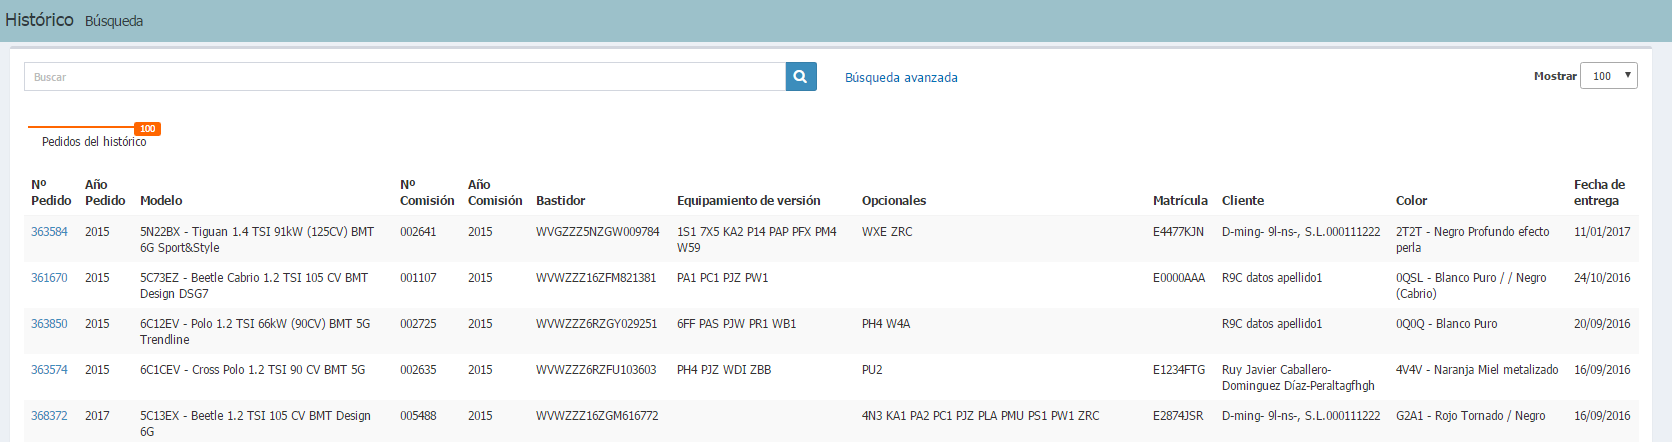 Histórico Búsqueda
Buscar
Búsqueda avanzada
Mostrar 100
100
Pedidos del histórico
Nº Pedido Año Pedido Modelo Nº Comisión Año Comisión Bastidor Equipamiento de versión Opcionales Matrícula Cliente Color Fecha de entrega
363584 2015 5N22BX - Tiguan 1.4 TSI 91kW (125CV) BMT 002641 2015 WVGZZZ5NZGW009784 1S1 7X5 KA2 P14 PAP PFX PM4 WXE ZRC E4477KJN D-ming- 9l-ns-, S.L.000111222 2T2T - Negro Profundo efecto 11/01/2017
6G Sport&Style W59 perla
361670 2015 5C73EZ - Beetle Cabrio 1.2 TSI 105 CV BMT 001107 2015 WVWZZZ16ZFM821381 PA1 PC1 PJZ PW1 E0000AAA R9C datos apellido1 0QSL - Blanco Puro / / Negro 24/10/2016
Design DSG7 (Cabrio)
363850 2015 6C12EV - Polo 1.2 TSI 66kW (90CV) BMT 5G 002725 2015 WVWZZZ6RZGY029251 6FF PAS PJW PR1 WB1 PH4 W4A R9C datos apellido1 0Q0Q - Blanco Puro 20/09/2016
Trendline
363574 2015 6C1CEV - Cross Polo 1.2 TSI 90 CV BMT 5G 002635 2015 WVWZZZ6RZFU103603 PH4 PJZ WDI ZBB PU2 E1234FTG Ruy Javier Caballero- 4V4V - Naranja Miel metalizado 16/09/2016
Dominguez Díaz-Peraltagfhgh
368372 2017 5C13EX - Beetle 1.2 TSI 105 CV BMT Design 005488 2015 WVWZZZ16ZGM616772 4N3 KA1 PA2 PC1 PJZ PLA PMU PS1 PW1 ZRC E2874JSR D-ming- 9l-ns-, S.L.000111222 G2A1 - Rojo Tornado / Negro 16/09/2016
6G